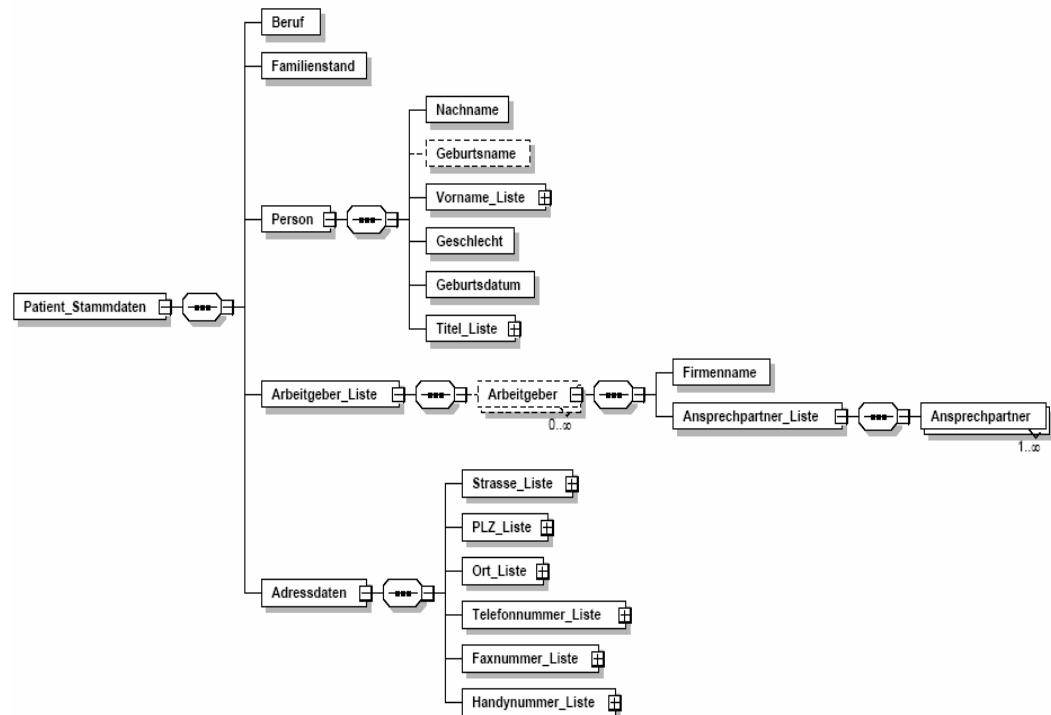 Beruf
Familienstand
Nachname
Geburtsname
Vorname_Liste
Person
Geschlecht
Geburtsdatum
Patient_Stammdaten
Titel_Liste
Firmenname
Arbeitgeber_Liste
Arbeitgeber
0..∞
Ansprechpartner_Liste
Ansprechpartner
1..∞
Strasse_Liste
PLZ_Liste
Ort_Liste
Adressdaten
Telefonnummer_Liste
Faxnummer_Liste
Handynummer_Liste